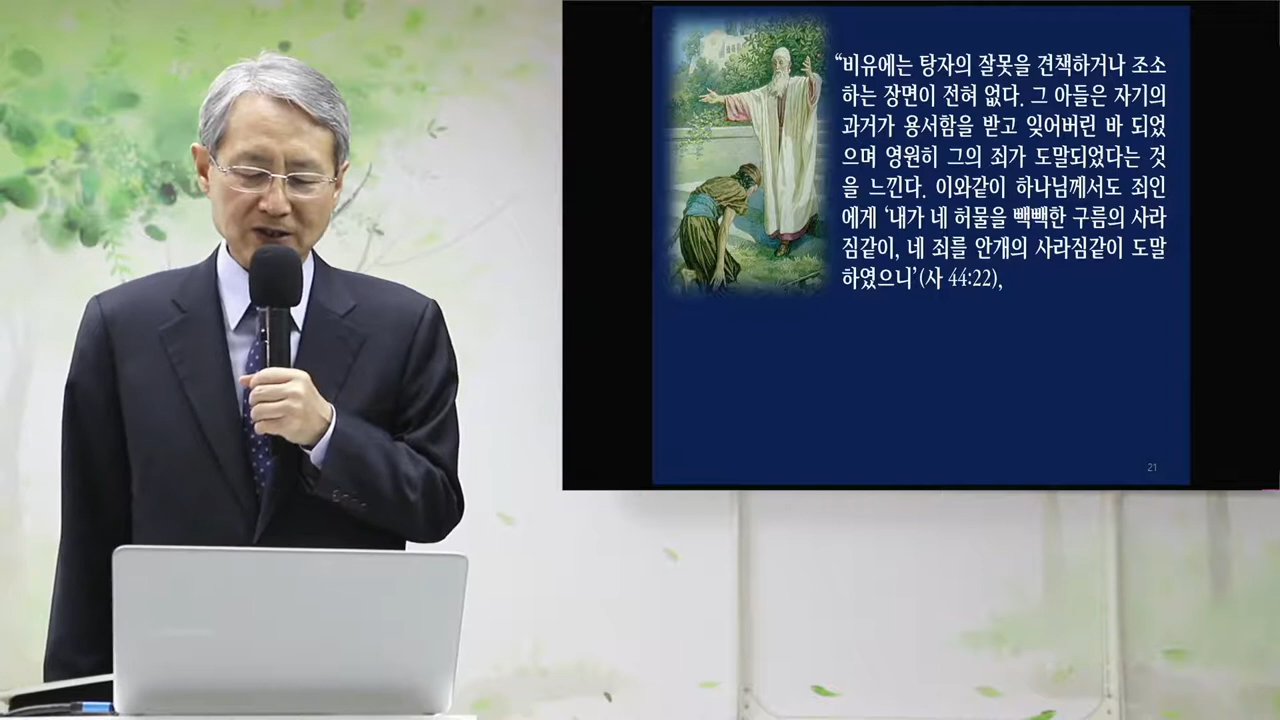 “비유에는 탕자의 잘못을 견책하거나 조소
하는 장면이 전혀 없다. 그 아들은 자기의
과거가 용서함을 받고 잊어버린 바 되었
으며 영원히 그의 죄가 도말되었다는 것
을 느낀다. 이와같이 하나님께서도 죄인
에게 ‘내가 네 허물을 빽빽한 구름의 사라
짐같이, 네 죄를 안개의 사라짐같이 도말
하였으니’(사 44:22),
21